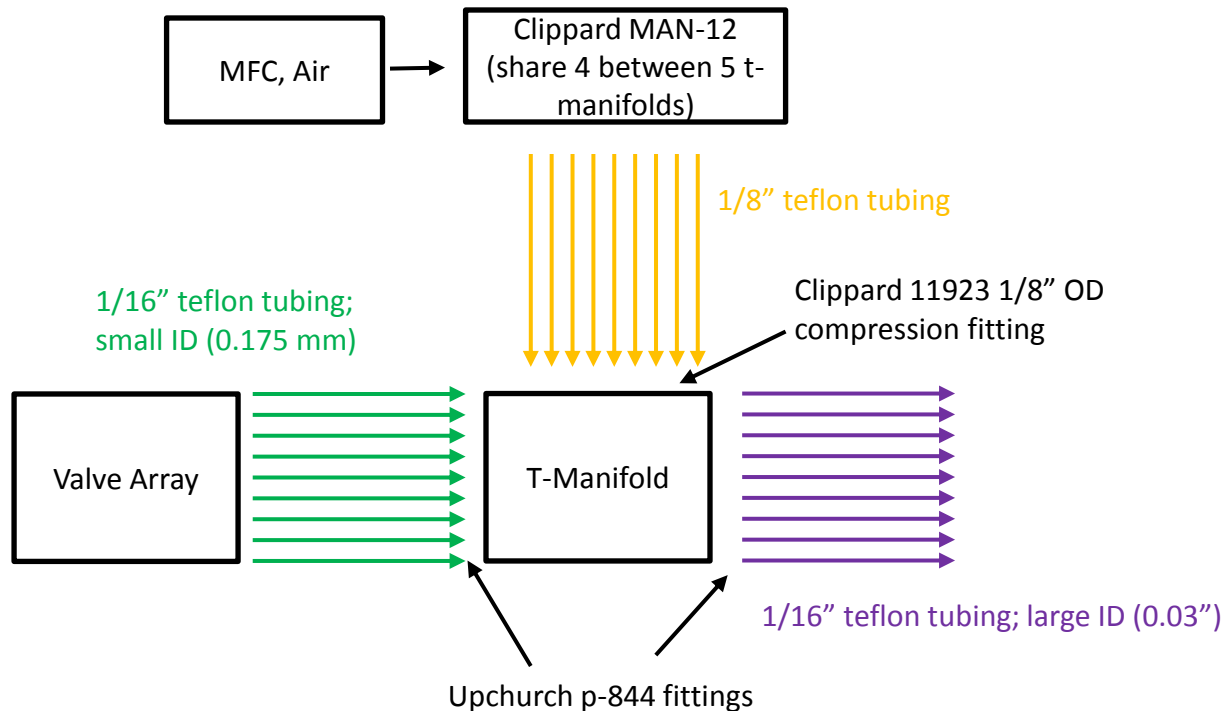 MFC, Air
Clippard MAN-12
(share 4 between 5 t-
manifolds)
1/8” teflon tubing
1/16” teflon tubing;
small ID (0.175 mm)
Clippard 11923 1/8” OD
compression fitting
Valve Array
T-Manifold
1/16” teflon tubing; large ID (0.03”)
Upchurch p-844 fittings